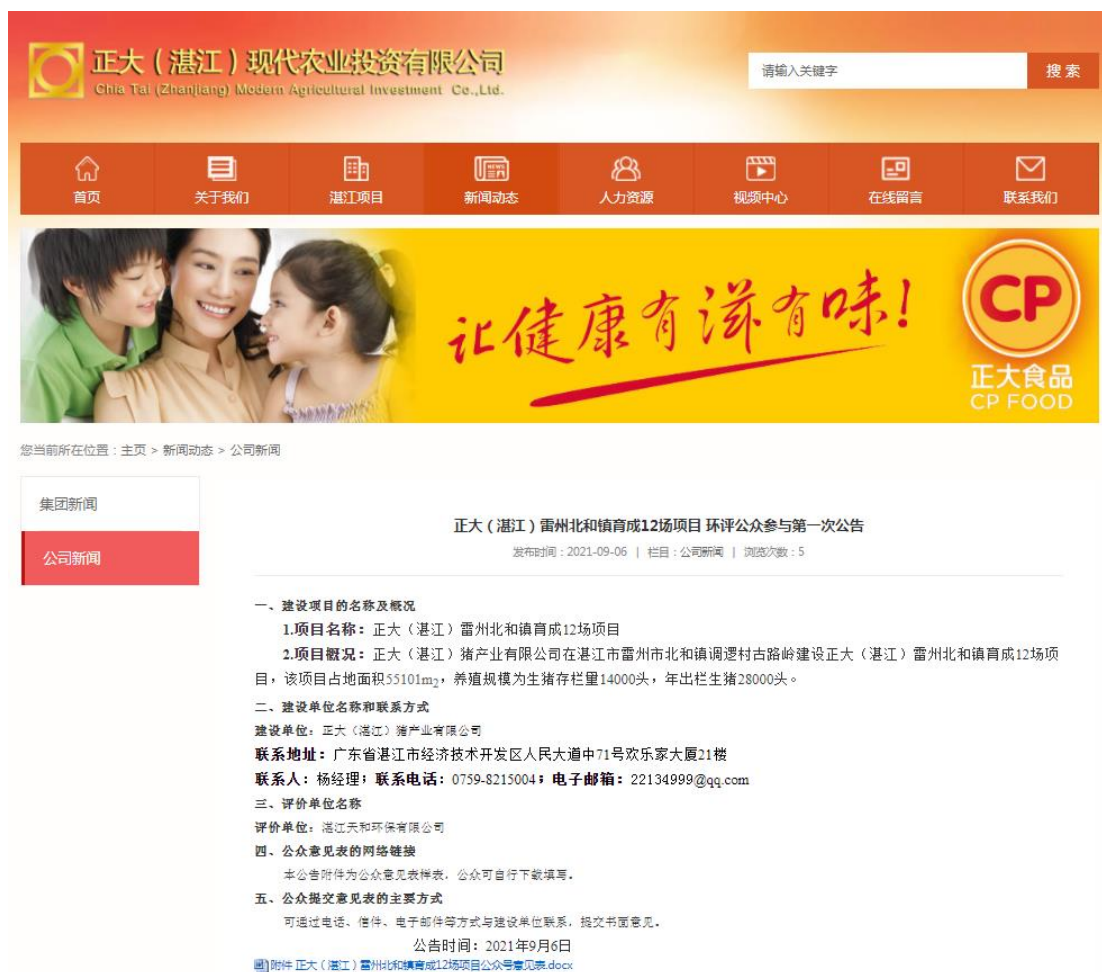 正大（湛江）现代农业投资有限公司
Chia Tai (Zhanjiang) Modern Agricultural Investment Co.,Ltd.
请输入关键字
搜 索
首页
关于我们
湛江项目
NEWS
新闻动态
人力资源
视频中心
在线留言
联系我们
让健康有滋有味!
CP
正大食品
CP FOOD
您当前所在位置：主页 > 新闻动态 > 公司新闻
集团新闻
公司新闻
正大（湛江）雷州北和镇育成12场项目 环评公众参与第一次公告
发布时间：2021-09-06 | 栏目：公司新闻 | 浏览次数：5
一、建设项目的名称及概况
1.项目名称：正大（湛江）雷州北和镇育成12场项目
2.项目概况：正大（湛江）猪产业有限公司在湛江市雷州市北和镇调逻村古路岭建设正大（湛江）雷州北和镇育成12场项
目，该项目占地面积55101m2，养殖规模为生猪存栏量14000头，年出栏生猪28000头。
二、建设单位名称和联系方式
建设单位：正大（湛江）猪产业有限公司
联系地址：广东省湛江市经济技术开发区人民大道中71号欢乐家大厦21楼
联系人：杨经理；联系电话：0759-8215004；电子邮箱：22134999@qq.com
三、评价单位名称
评价单位：湛江天和环保有限公司
四、公众意见表的网络链接
本公告附件为公众意见表样表，公众可自行下载填写。
五、公众提交意见表的主要方式
可通过电话、信件、电子邮件等方式与建设单位联系，提交书面意见。
公告时间：2021年9月6日
附件 正大（湛江）雷州北和镇育成12场项目公众号意见表.docx